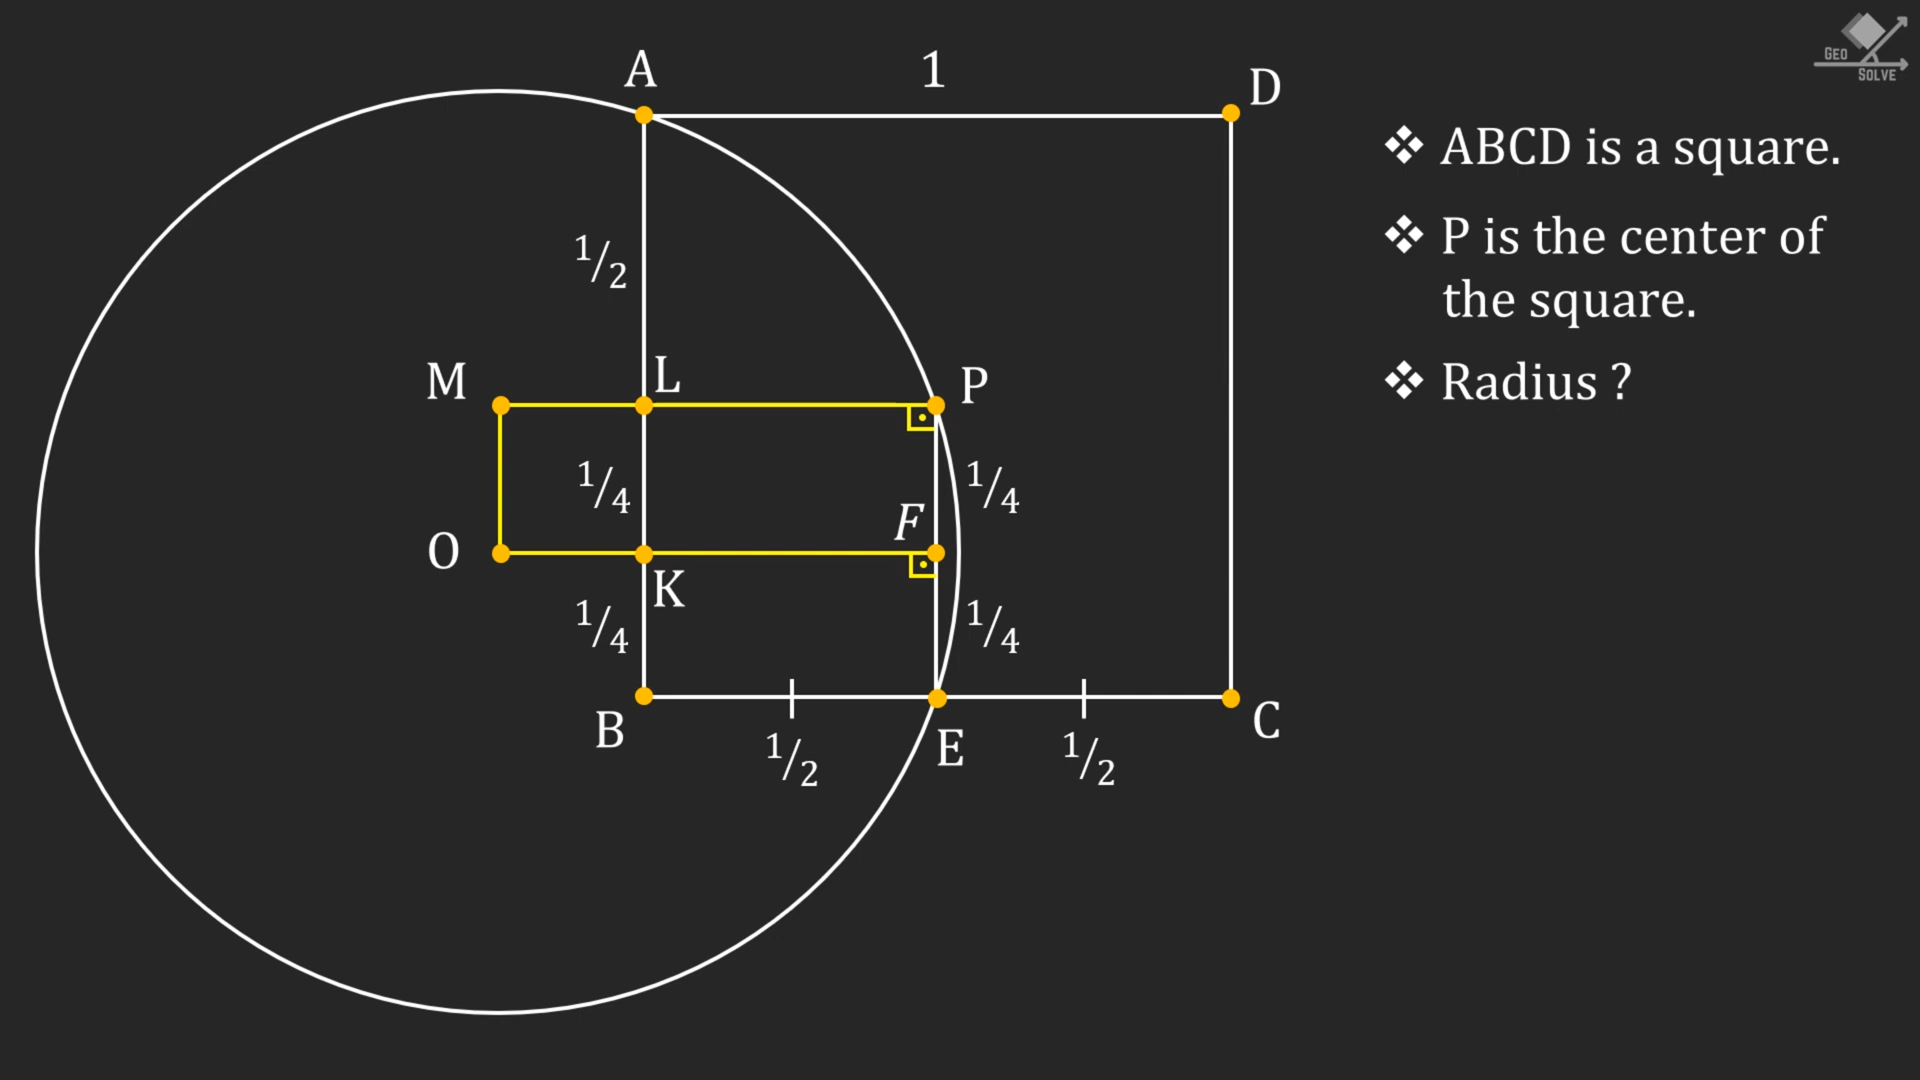 A
1
D
GEO
SOLVE
❖ ABCD is a square.
❖ P is the center of
the square.
❖ Radius ?
1/2
M
L
P
1/4
F
1/4
O
K
1/4
1/4
B
E
C
1/2
1/2